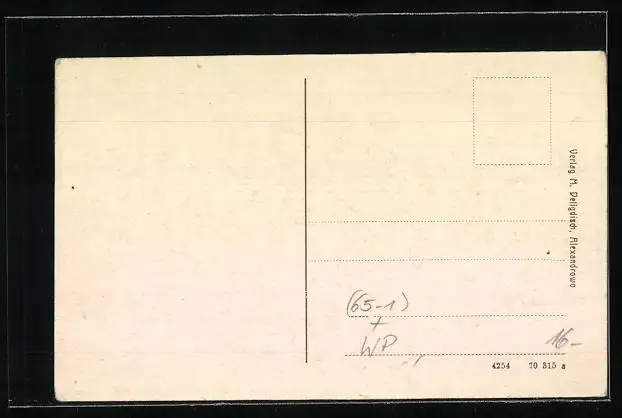 Verlag M. Deligdisch, Alexandrowo
(65-1)
+
WP
16-
4254 70 315 a